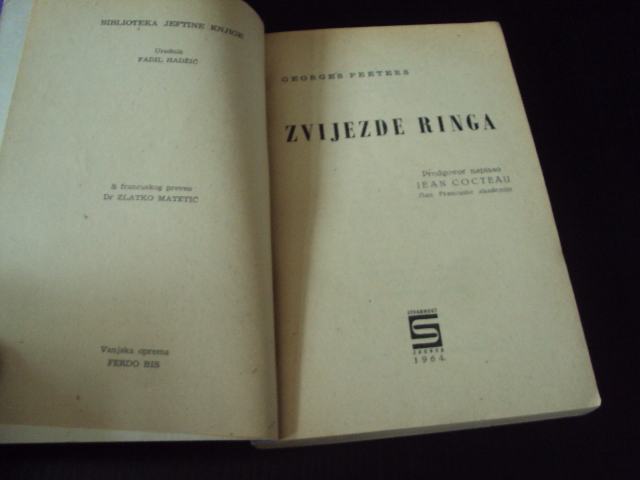 BIBLIOTEKA JEFTINE KNJIGE
Urednik
FADIL HADŽIĆ
S francuskog preveo
Dr ZLATKO MATETIĆ
Vanjska oprema
FERDO BIS
GEORGES PEETERS
ZVIJEZDE RINGA
Predgovor napisao
JEAN COCTEAU
član Francuske akademije
STVARNOST
ZAGREB
1964